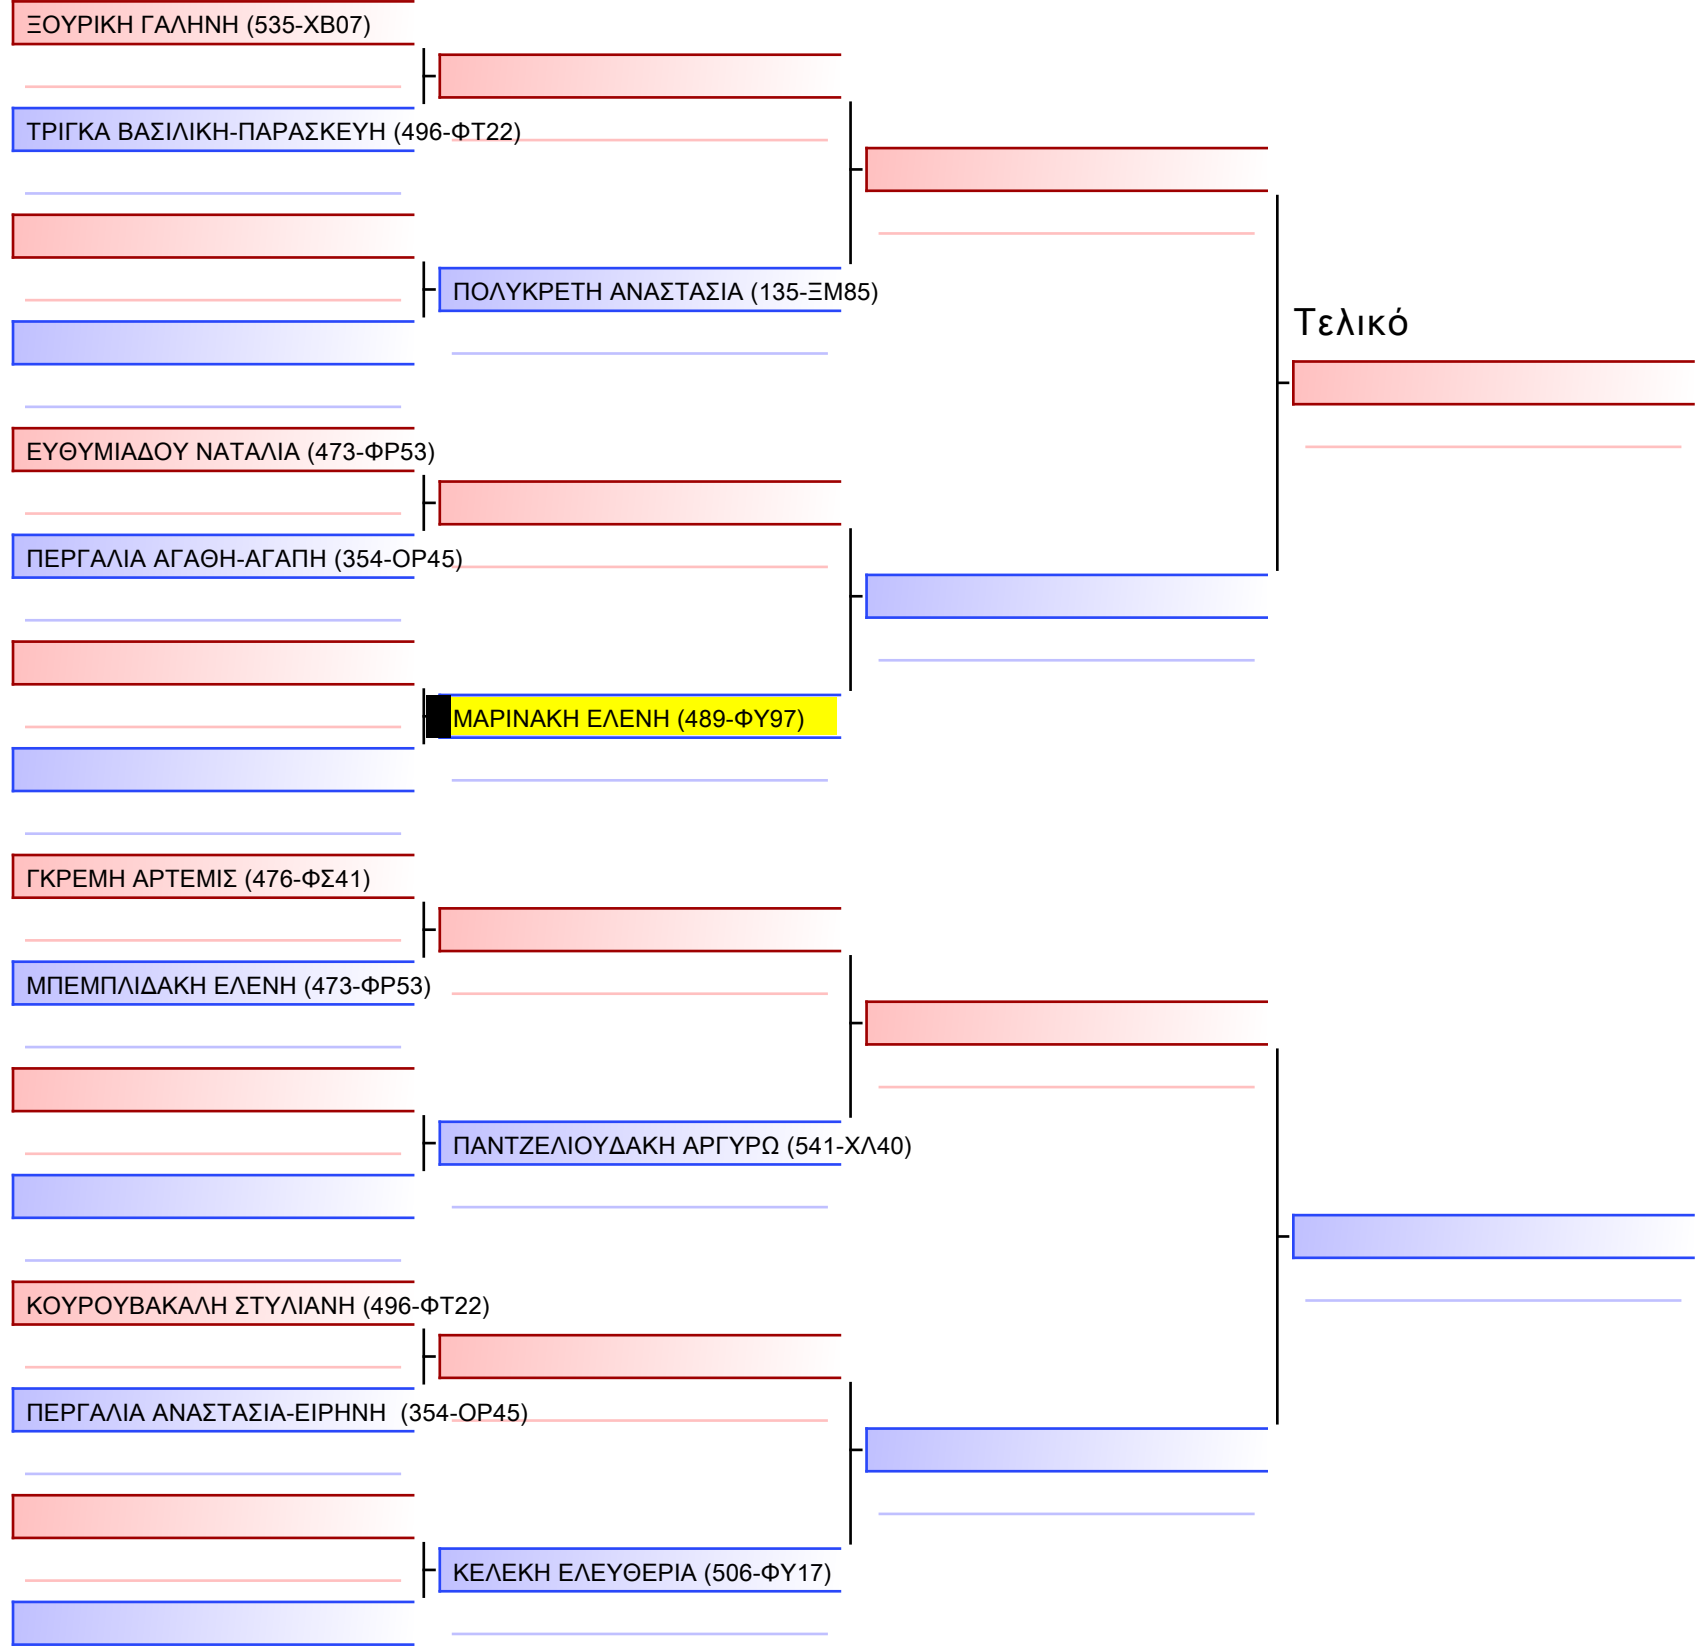 ΞΟΥΡΙΚΗ ΓΑΛΗΝΗ (535-ΧΒ07)
ΤΡΙΓΚΑ ΒΑΣΙΛΙΚΗ-ΠΑΡΑΣΚΕΥΗ (496-ΦΤ22)
ΠΟΛΥΚΡΕΤΗ ΑΝΑΣΤΑΣΙΑ (135-ΞΜ85)
Τελικό
ΕΥΘΥΜΙΑΔΟΥ ΝΑΤΑΛΙΑ (473-ΦΡ53)
ΠΕΡΓΑΛΙΑ ΑΓΑΘΗ-ΑΓΑΠΗ (354-ΟΡ45)
ΜΑΡΙΝΑΚΗ ΕΛΕΝΗ (489-ΦΥ97)
ΓΚΡΕΜΗ ΑΡΤΕΜΙΣ (476-ΦΣ41)
ΜΠΕΜΠΛΙΔΑΚΗ ΕΛΕΝΗ (473-ΦΡ53)
ΠΑΝΤΖΕΛΙΟΥΔΑΚΗ ΑΡΓΥΡΩ (541-ΧΛ40)
ΚΟΥΡΟΥΒΑΚΑΛΗ ΣΤΥΛΙΑΝΗ (496-ΦΤ22)
ΠΕΡΓΑΛΙΑ ΑΝΑΣΤΑΣΙΑ-ΕΙΡΗΝΗ  (354-ΟΡ45)
ΚΕΛΕΚΗ ΕΛΕΥΘΕΡΙΑ (506-ΦΥ17)